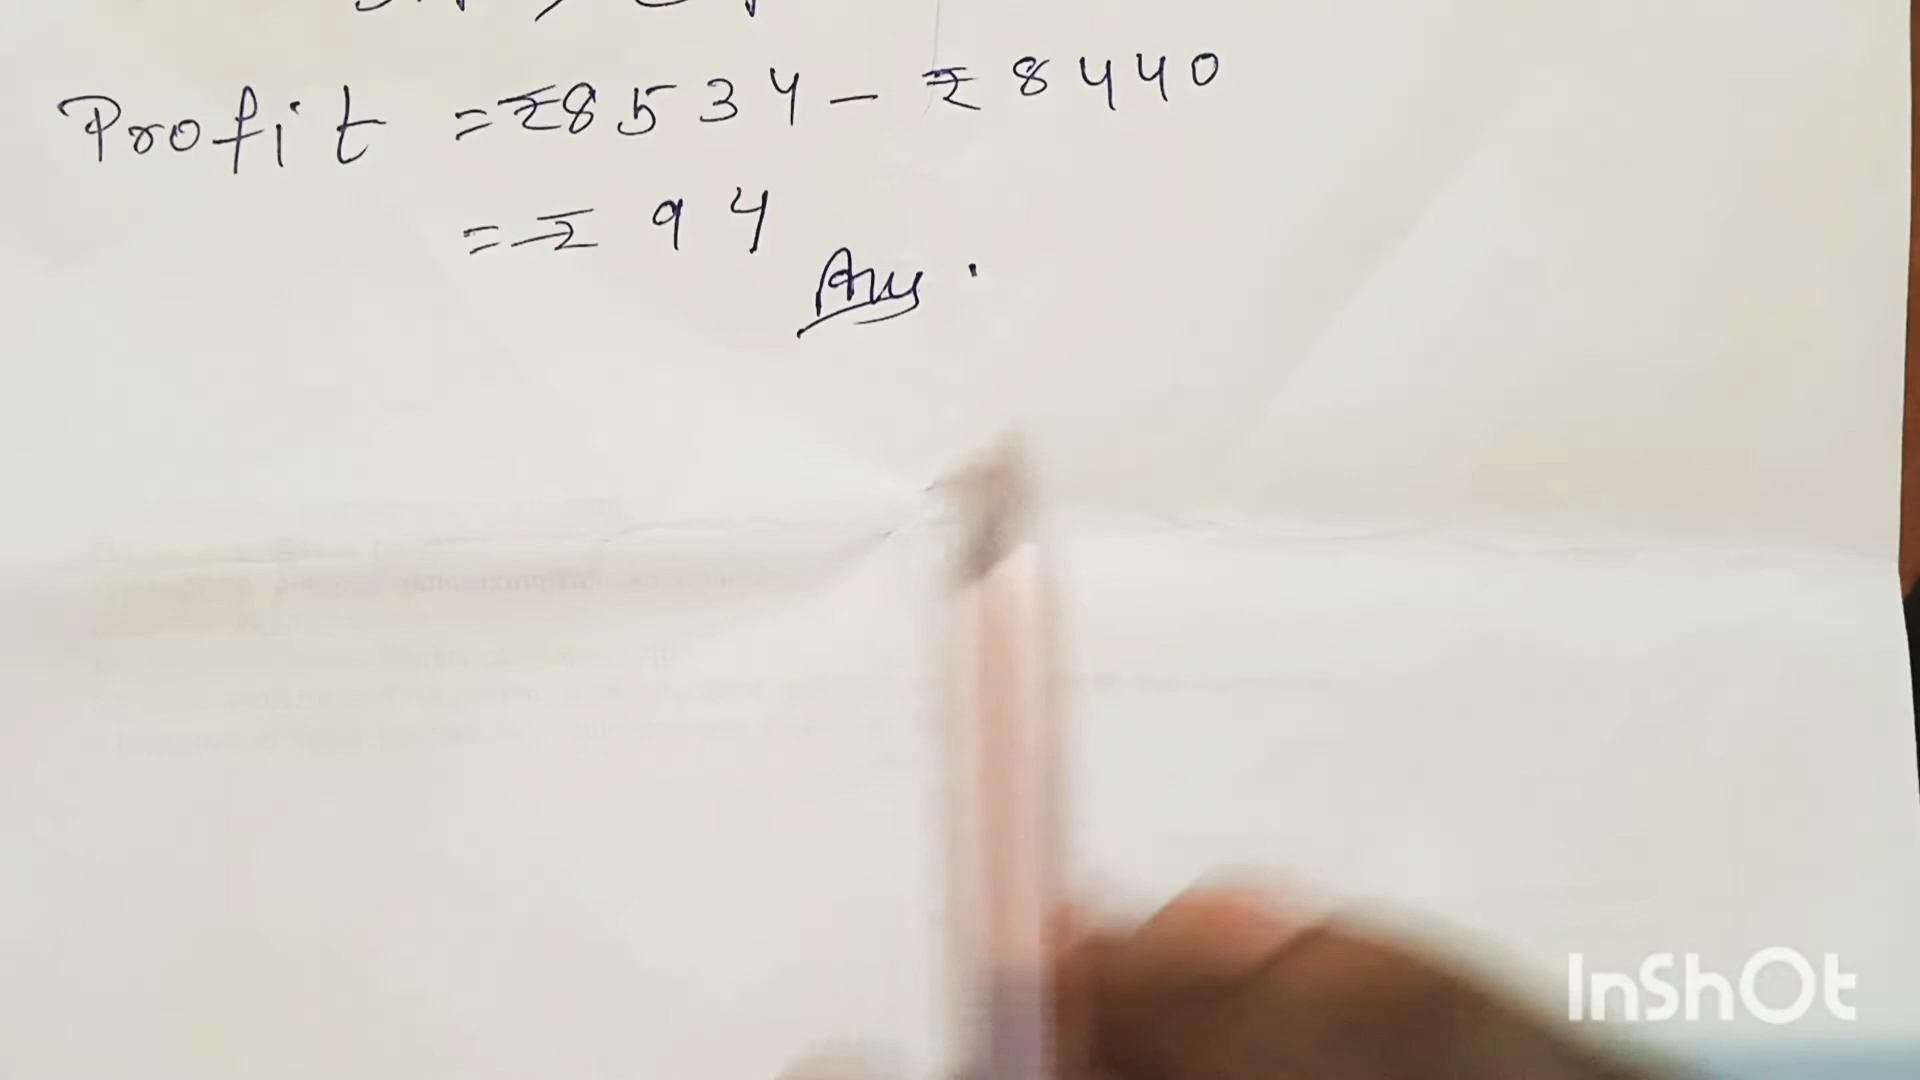 Profit = ₹8534 - ₹8440
= ₹ 94
Ans.
InShOt